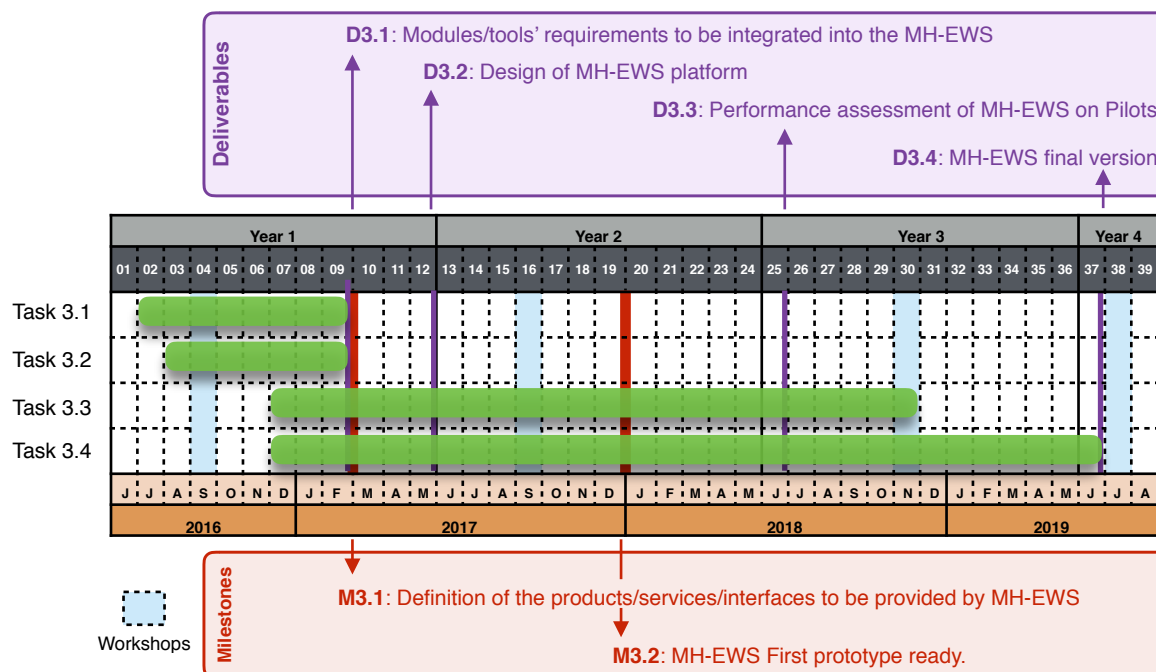 Deliverables
D3.1: Modules/tools' requirements to be integrated into the MH-EWS
D3.2: Design of MH-EWS platform
D3.3: Performance assessment of MH-EWS on Pilots
D3.4: MH-EWS final version
Year 1 Year 2 Year 3 Year 4
01 02 03 04 05 06 07 08 09 10 11 12 13 14 15 16 17 18 19 20 21 22 23 24 25 26 27 28 29 30 31 32 33 34 35 36 37 38 39
Task 3.1
Task 3.2
Task 3.3
Task 3.4
J J A S O N D J F M A M J J A S O N D J F M A M J J A S O N D J F M A M J J A
2016 2017 2018 2019
Workshops
Milestones
M3.1: Definition of the products/services/interfaces to be provided by MH-EWS
M3.2: MH-EWS First prototype ready.